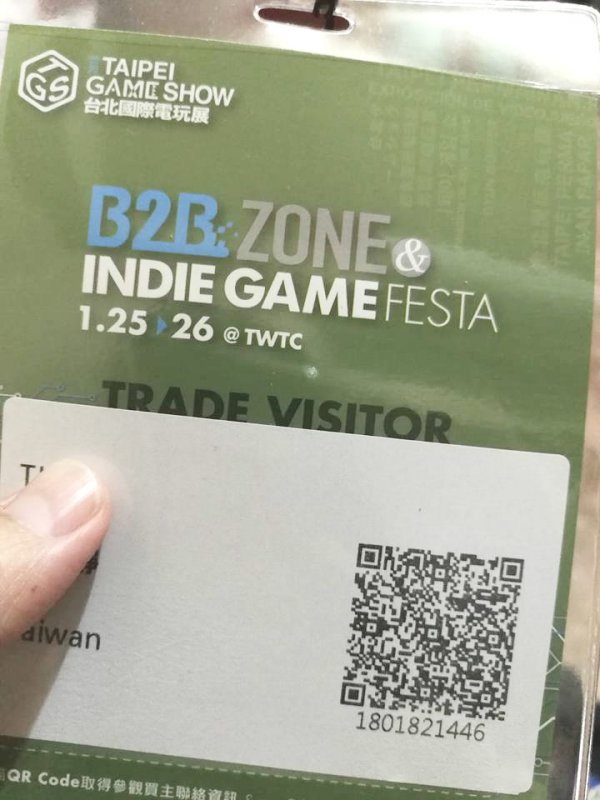 TGS
TAIPEI
GAME SHOW
台北國際電玩展
B2B ZONE &
INDIE GAME FESTA
1.25 26 @ TWTC
TRADE VISITOR
aiwan
1801821446
QR Code取得參觀買主聯絡資訊。